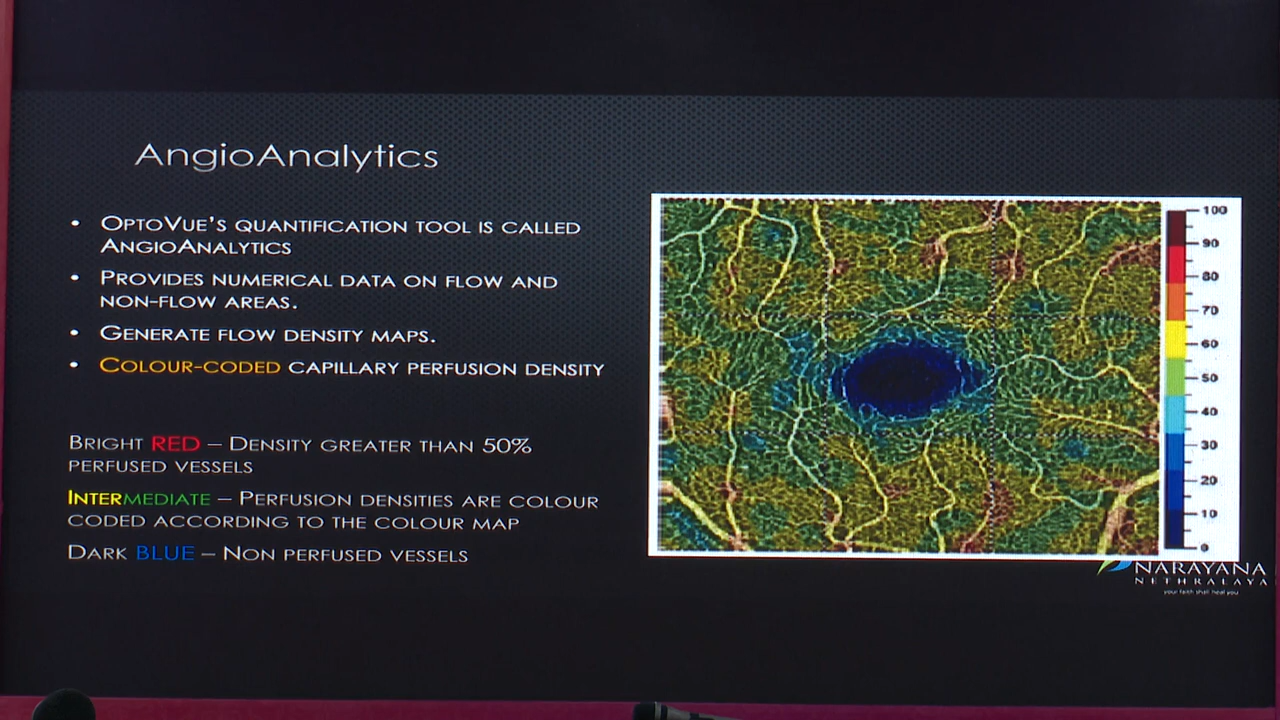 AngioAnalytics
• OptoVue's quantification tool is called
AngioAnalytics
• Provides numerical data on flow and
non-flow areas.
• Generate flow density maps.
• Colour-coded capillary perfusion density
Bright RED – Density greater than 50%
perfused vessels
Intermediate – Perfusion densities are colour
coded according to the colour map
Dark BLUE – Non perfused vessels
100
90
80
70
60
50
40
30
20
10
0
NARAYANA
NETHRALAYA
your faith shall heal you